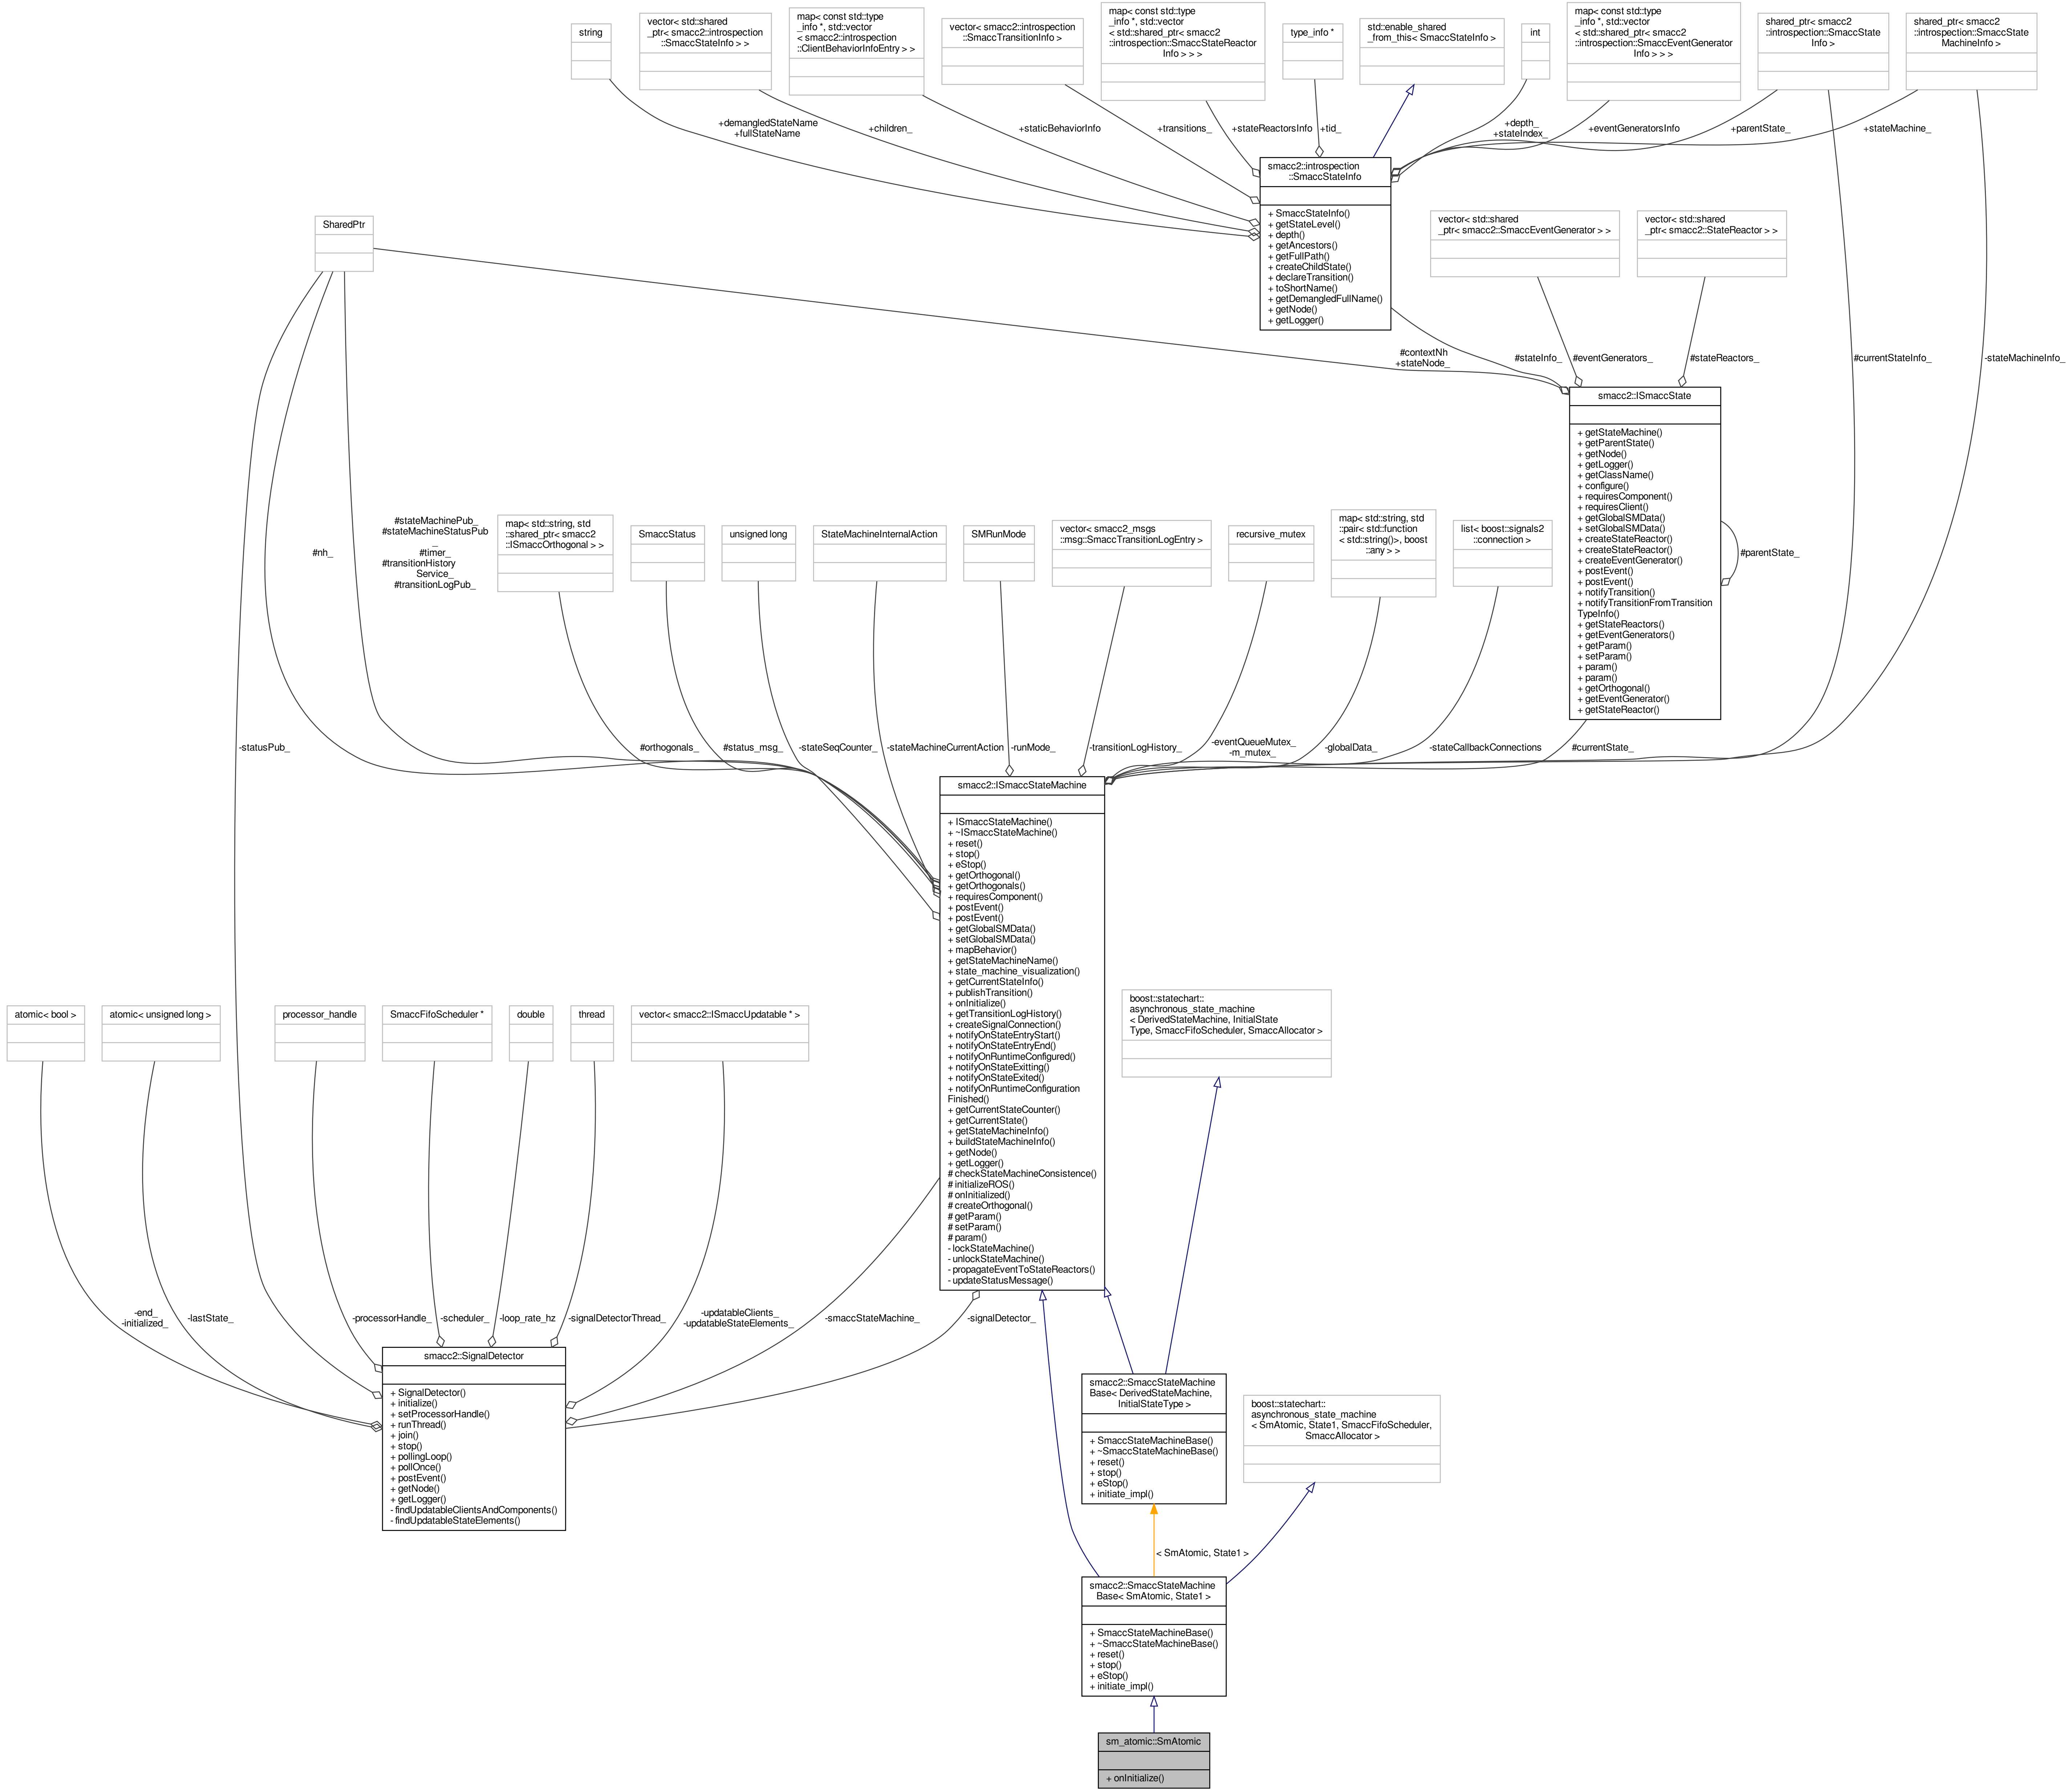 string
vector< std::shared
_ptr< smacc2::introspection
::SmaccStateInfo > >
map< const std::type
_info *, std::vector
< smacc2::introspection
::ClientBehaviorInfoEntry > >
vector< smacc2::introspection
::SmaccTransitionInfo >
map< const std::type
_info *, std::vector
< std::shared_ptr< smacc2
::introspection::SmaccStateReactor
Info > > >
type_info *
std::enable_shared
_from_this< SmaccStateInfo >
int
map< const std::type
_info *, std::vector
< std::shared_ptr< smacc2
::introspection::SmaccEventGenerator
Info > > >
shared_ptr< smacc2
::introspection::SmaccState
Info >
shared_ptr< smacc2
::introspection::SmaccState
MachineInfo >
+demangledStateName
+fullStateName
+children_
+staticBehaviorInfo
+transitions_
+stateReactorsInfo
+tid_
+depth_
+stateIndex_
+eventGeneratorsInfo
+parentState_
+stateMachine_
smacc2::introspection
::SmaccStateInfo
+ SmaccStateInfo()
+ getStateLevel()
+ depth()
+ getAncestors()
+ getFullPath()
+ createChildState()
+ declareTransition()
+ toShortName()
+ getDemangledFullName()
+ getNode()
+ getLogger()
SharedPtr
vector< std::shared
_ptr< smacc2::SmaccEventGenerator > >
vector< std::shared
_ptr< smacc2::StateReactor > >
#contextNh
+stateNode_
#stateInfo_
#eventGenerators_
#stateReactors_
#currentStateInfo_
-stateMachineInfo_
smacc2::ISmaccState
+ getStateMachine()
+ getParentState()
+ getNode()
+ getLogger()
+ getClassName()
+ configure()
+ requiresComponent()
+ requiresClient()
+ getGlobalSMData()
+ setGlobalSMData()
+ createStateReactor()
+ createStateReactor()
+ createEventGenerator()
+ postEvent()
+ postEvent()
+ notifyTransition()
+ notifyTransitionFromTransition
TypeInfo()
+ getStateReactors()
+ getEventGenerators()
+ getParam()
+ setParam()
+ param()
+ param()
+ getOrthogonal()
+ getEventGenerator()
+ getStateReactor()
#parentState_
#nh_
#stateMachinePub_
#stateMachineStatusPub
_
#timer_
#transitionHistory
Service_
#transitionLogPub_
map< std::string, std
::shared_ptr< smacc2
::ISmaccOrthogonal > >
SmaccStatus
unsigned long
StateMachineInternalAction
SMRunMode
vector< smacc2_msgs
::msg::SmaccTransitionLogEntry >
recursive_mutex
map< std::string, std
::pair< std::function
< std::string()>, boost
::any > >
list< boost::signals2
::connection >
-statusPub_
#orthogonals_
#status_msg_
-stateSeqCounter_
-stateMachineCurrentAction
-runMode_
-transitionLogHistory_
-eventQueueMutex_
-m_mutex_
-globalData_
-stateCallbackConnections
#currentState_
smacc2::ISmaccStateMachine
+ ISmaccStateMachine()
+ ~ISmaccStateMachine()
+ reset()
+ stop()
+ eStop()
+ getOrthogonal()
+ getOrthogonals()
+ requiresComponent()
+ postEvent()
+ postEvent()
+ getGlobalSMData()
+ setGlobalSMData()
+ mapBehavior()
+ getStateMachineName()
+ state_machine_visualization()
+ getCurrentStateInfo()
+ publishTransition()
+ onInitialize()
+ getTransitionLogHistory()
+ createSignalConnection()
+ notifyOnStateEntryStart()
+ notifyOnStateEntryEnd()
+ notifyOnRuntimeConfigured()
+ notifyOnStateExitting()
+ notifyOnStateExited()
+ notifyOnRuntimeConfiguration
Finished()
+ getCurrentStateCounter()
+ getCurrentState()
+ getStateMachineInfo()
+ buildStateMachineInfo()
+ getNode()
+ getLogger()
# checkStateMachineConsistence()
# initializeROS()
# onInitialized()
# createOrthogonal()
# getParam()
# setParam()
# param()
- lockStateMachine()
- unlockStateMachine()
- propagateEventToStateReactors()
- updateStatusMessage()
atomic< bool >
atomic< unsigned long >
processor_handle
SmaccFifoScheduler *
double
thread
vector< smacc2::ISmaccUpdatable * >
boost::statechart::
asynchronous_state_machine
< DerivedStateMachine, InitialState
Type, SmaccFifoScheduler, SmaccAllocator >
-end_
-initialized_
-lastState_
-processorHandle_
-scheduler_
-loop_rate_hz
-signalDetectorThread_
-updatableClients_
-updatableStateElements_
-smaccStateMachine_
-signalDetector_
smacc2::SignalDetector
+ SignalDetector()
+ initialize()
+ setProcessorHandle()
+ runThread()
+ join()
+ stop()
+ pollingLoop()
+ pollOnce()
+ postEvent()
+ getNode()
+ getLogger()
- findUpdatableClientsAndComponents()
- findUpdatableStateElements()
smacc2::SmaccStateMachine
Base< DerivedStateMachine,
InitialStateType >
+ SmaccStateMachineBase()
+ ~SmaccStateMachineBase()
+ reset()
+ stop()
+ eStop()
+ initiate_impl()
boost::statechart::
asynchronous_state_machine
< SmAtomic, State1, SmaccFifoScheduler,
SmaccAllocator >
< SmAtomic, State1 >
smacc2::SmaccStateMachine
Base< SmAtomic, State1 >
+ SmaccStateMachineBase()
+ ~SmaccStateMachineBase()
+ reset()
+ stop()
+ eStop()
+ initiate_impl()
sm_atomic::SmAtomic
+ onInitialize()